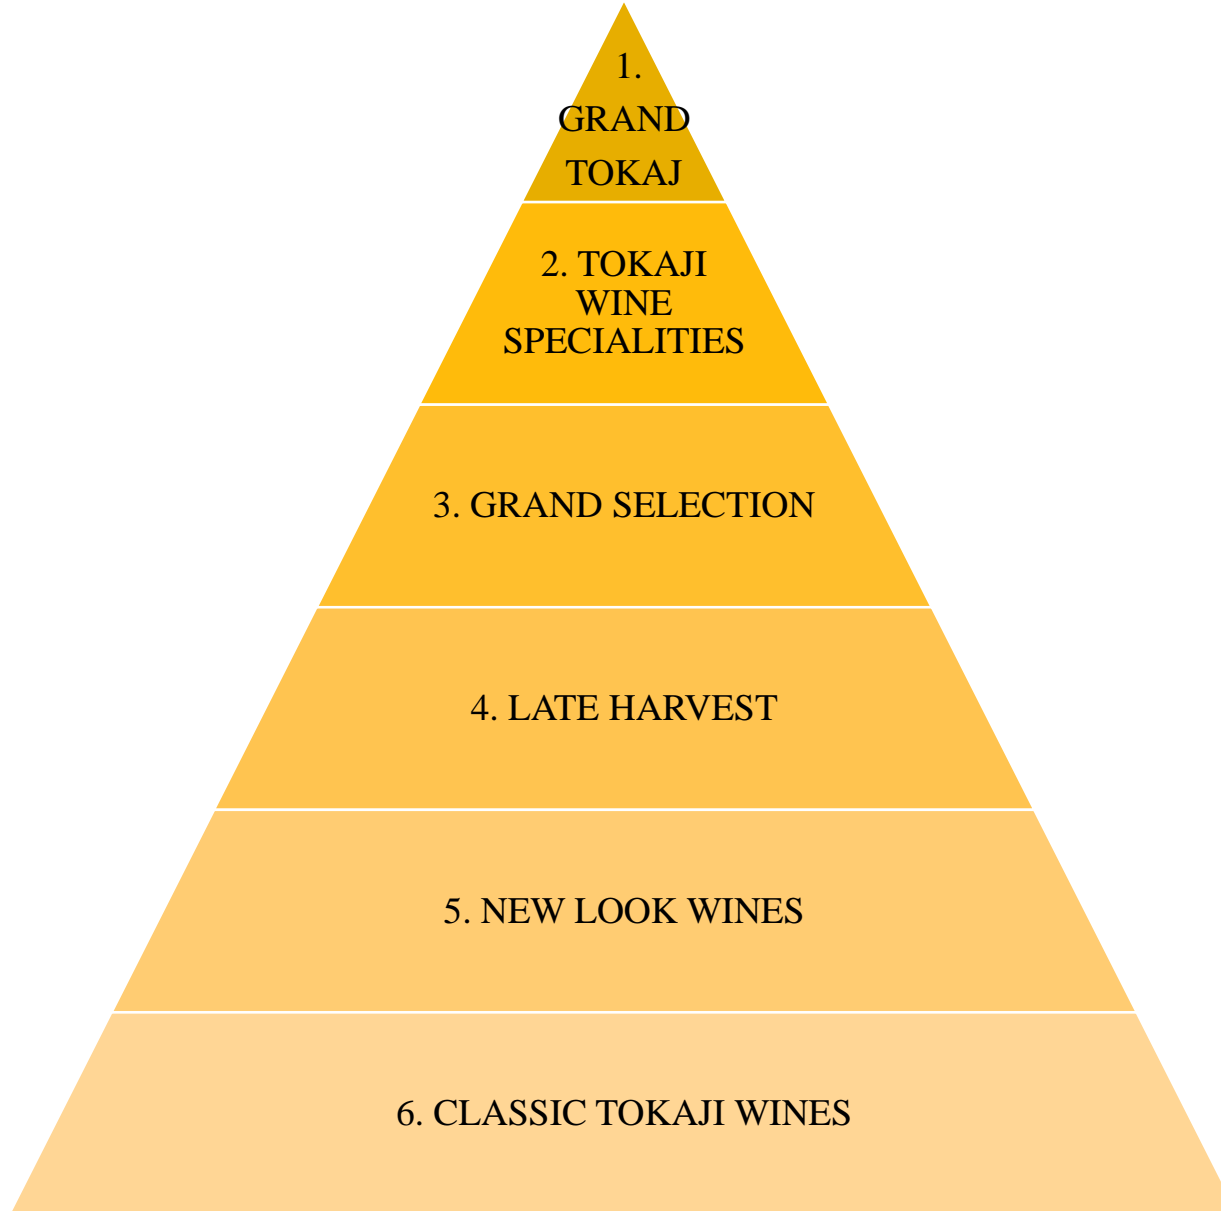 1.
GRAND
TOKAJ
2. TOKAJI
WINE
SPECIALITIES
3. GRAND SELECTION
4. LATE HARVEST
5. NEW LOOK WINES
6. CLASSIC TOKAJI WINES